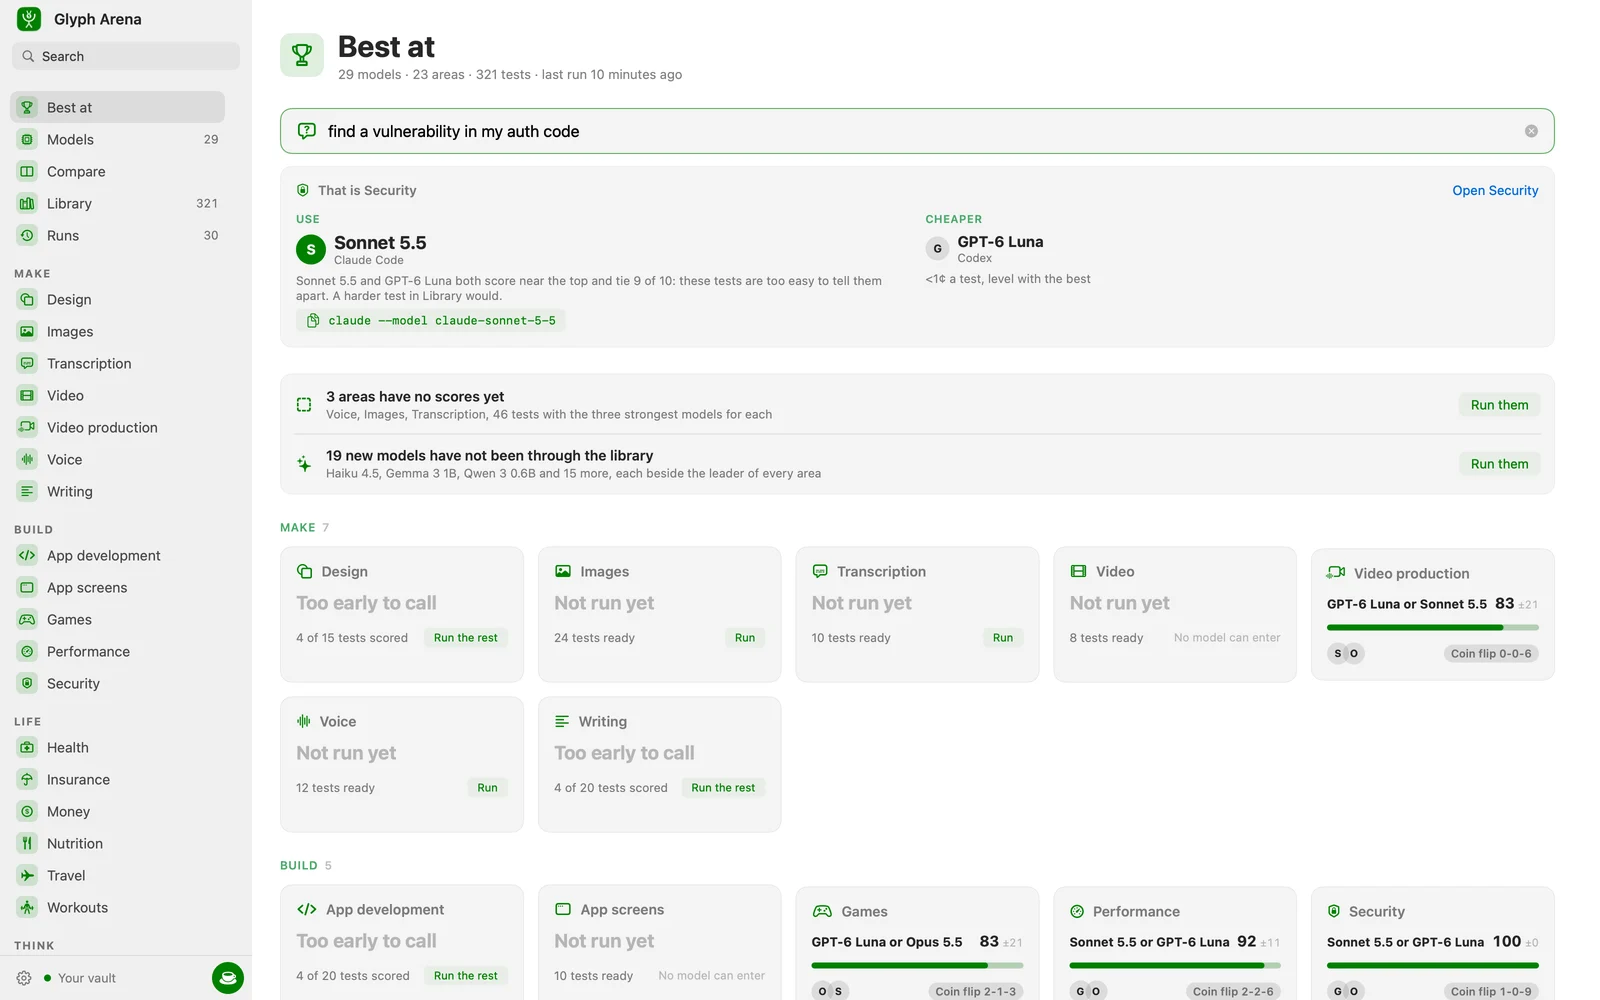 Glyph Arena
Search
Best at
Models 29
Compare
Library 321
Runs 30
MAKE
Design
Images
Transcription
Video
Video production
Voice
Writing
BUILD
App development
App screens
Games
Performance
Security
LIFE
Health
Insurance
Money
Nutrition
Travel
Workouts
THINK
Your vault
Best at
29 models · 23 areas · 321 tests · last run 10 minutes ago
find a vulnerability in my auth code
That is Security
Open Security
USE
S
Sonnet 5.5
Claude Code
Sonnet 5.5 and GPT-6 Luna both score near the top and tie 9 of 10: these tests are too easy to tell them
apart. A harder test in Library would.
claude --model claude-sonnet-5-5
CHEAPER
G
GPT-6 Luna
Codex
<1¢ a test, level with the best
3 areas have no scores yet
Voice, Images, Transcription, 46 tests with the three strongest models for each
Run them
19 new models have not been through the library
Haiku 4.5, Gemma 3 1B, Qwen 3 0.6B and 15 more, each beside the leader of every area
Run them
MAKE 7
Design
Too early to call
4 of 15 tests scored
Run the rest
Images
Not run yet
24 tests ready
Run
Transcription
Not run yet
10 tests ready
Run
Video
Not run yet
8 tests ready
No model can enter
Video production
GPT-6 Luna or Sonnet 5.5 83 ±21
S O
Coin flip 0-0-6
Voice
Not run yet
12 tests ready
Run
Writing
Too early to call
4 of 20 tests scored
Run the rest
BUILD 5
App development
Too early to call
4 of 20 tests scored
Run the rest
App screens
Not run yet
10 tests ready
No model can enter
Games
GPT-6 Luna or Opus 5.5 83 ±21
O S
Coin flip 2-1-3
Performance
Sonnet 5.5 or GPT-6 Luna 92 ±11
G O
Coin flip 2-2-6
Security
Sonnet 5.5 or GPT-6 Luna 100 ±0
G O
Coin flip 1-0-9